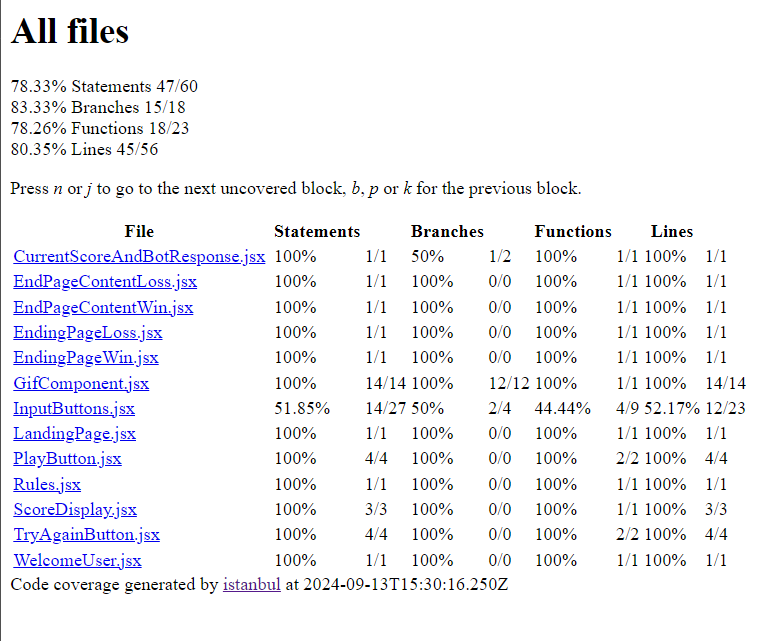 All files
78.33% Statements 47/60
83.33% Branches 15/18
78.26% Functions 18/23
80.35% Lines 45/56
Press n or j to go to the next uncovered block, b, p or k for the previous block.
File Statements Branches Functions Lines
CurrentScoreAndBotResponse.jsx 100% 1/1 50% 1/2 100% 1/1 100% 1/1
EndPageContentLoss.jsx 100% 1/1 100% 0/0 100% 1/1 100% 1/1
EndPageContentWin.jsx 100% 1/1 100% 0/0 100% 1/1 100% 1/1
EndingPageLoss.jsx 100% 1/1 100% 0/0 100% 1/1 100% 1/1
EndingPageWin.jsx 100% 1/1 100% 0/0 100% 1/1 100% 1/1
GifComponent.jsx 100% 14/14 100% 12/12 100% 1/1 100% 14/14
InputButtons.jsx 51.85% 14/27 50% 2/4 44.44% 4/9 52.17% 12/23
LandingPage.jsx 100% 1/1 100% 0/0 100% 1/1 100% 1/1
PlayButton.jsx 100% 4/4 100% 0/0 100% 2/2 100% 4/4
Rules.jsx 100% 1/1 100% 0/0 100% 1/1 100% 1/1
ScoreDisplay.jsx 100% 3/3 100% 0/0 100% 1/1 100% 3/3
TryAgainButton.jsx 100% 4/4 100% 0/0 100% 2/2 100% 4/4
WelcomeUser.jsx 100% 1/1 100% 0/0 100% 1/1 100% 1/1
Code coverage generated by istanbul at 2024-09-13T15:30:16.250Z